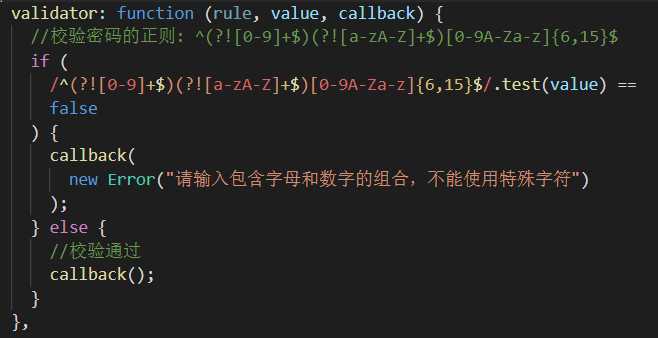 validator: function (rule, value, callback) {
//校验密码的正则: ^(?![0-9]+$)(?![a-zA-Z]+$)[0-9A-Za-z]{6,15}$
if (
/^(?![0-9]+$)(?![a-zA-Z]+$)[0-9A-Za-z]{6,15}$/.test(value) ==
false
) {
callback(
new Error("请输入包含字母和数字的组合，不能使用特殊字符")
);
} else {
//校验通过
callback();
}
},